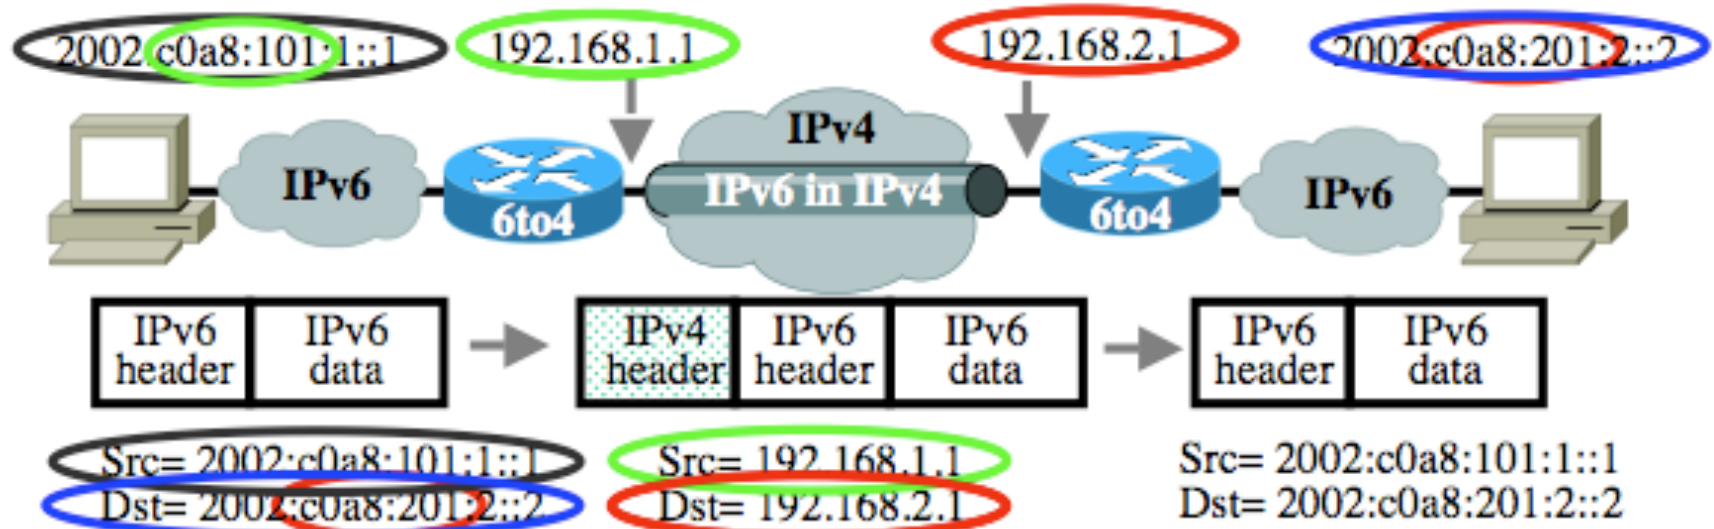 2002:c0a8:101:1::1
192.168.1.1
192.168.2.1
2002:c0a8:201:2::2
IPv4
IPv6
IPv6 in IPv4
IPv6
6to4
6to4
IPv6
header
IPv6
data
IPv4
header
IPv6
header
IPv6
data
IPv6
header
IPv6
data
Src= 2002:c0a8:101:1::1
Dst= 2002:c0a8:201:2::2
Src= 192.168.1.1
Dst= 192.168.2.1
Src= 2002:c0a8:101:1::1
Dst= 2002:c0a8:201:2::2